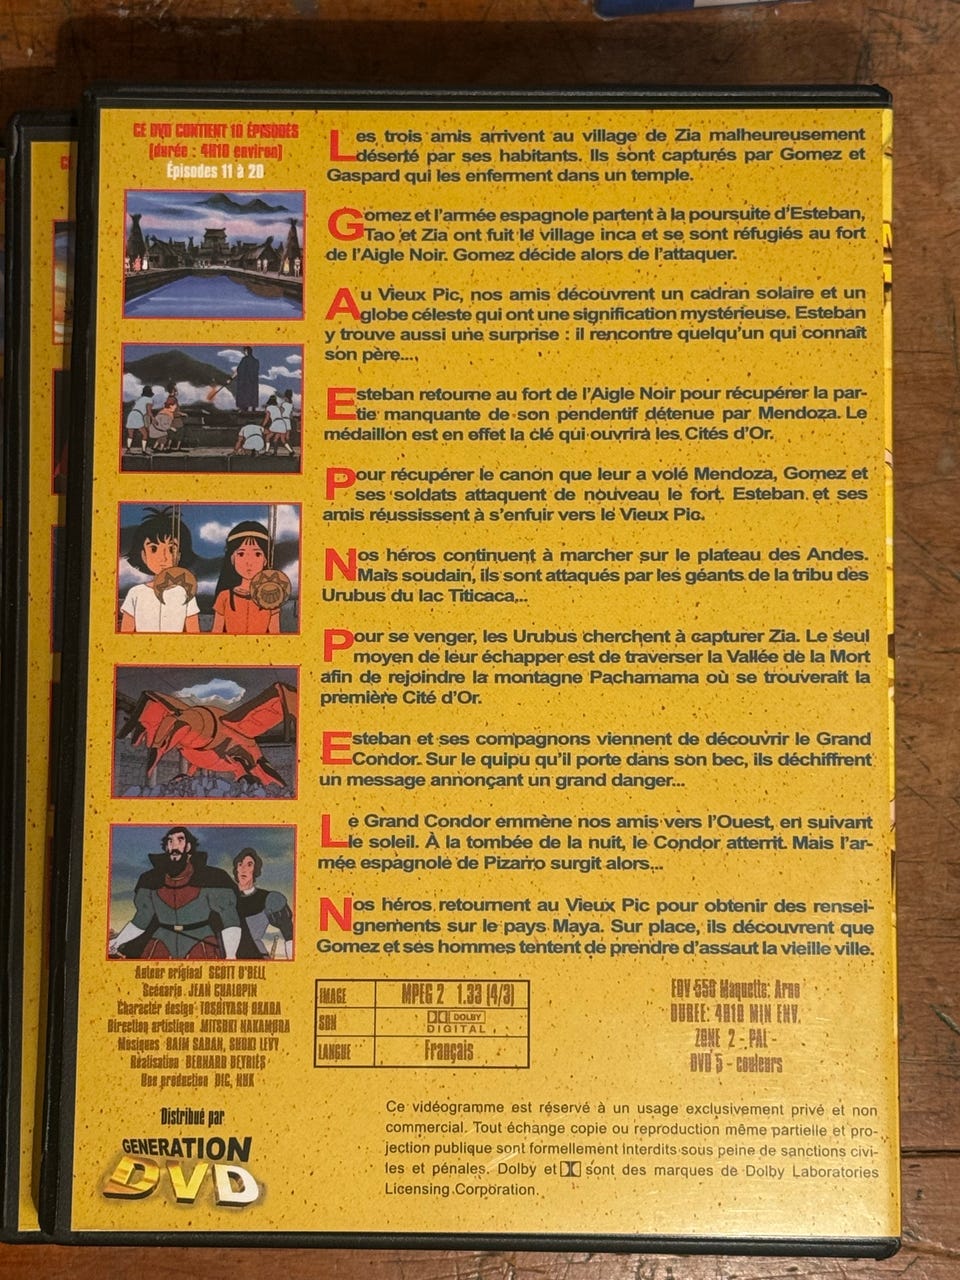 CE DVD CONTIENT 10 ÉPISODES
(durée : 4H10 environ)
Épisodes 11 à 20
Les trois amis arrivent au village de Zia malheureusement
déserté par ses habitants. Ils sont capturés par Gomez et
Gaspard qui les enferment dans un temple.
Gomez et l'armée espagnole partent à la poursuite d'Esteban,
Tao et Zia ont fuit le village inca et se sont réfugiés au fort
de l'Aigle Noir. Gomez décide alors de l'attaquer.
Au Vieux Pic, nos amis découvrent un cadran solaire et un
globe céleste qui ont une signification mystérieuse. Esteban
y trouve aussi une surprise : il rencontre quelqu'un qui connaît
son père...
Esteban retourne au fort de l'Aigle Noir pour récupérer la par-
tie manquante de son pendentif détenue par Mendoza. Le
médaillon est en effet la clé qui ouvrira les Cités d'Or.
Pour récupérer le canon que leur a volé Mendoza, Gomez et
ses soldats attaquent de nouveau le fort. Esteban et ses
amis réussissent à s'enfuir vers le Vieux Pic.
Nos héros continuent à marcher sur le plateau des Andes.
Mais soudain, ils sont attaqués par les géants de la tribu des
Urubus du lac Titicaca...
Pour se venger, les Urubus cherchent à capturer Zia. Le seul
moyen de leur échapper est de traverser la Vallée de la Mort
afin de rejoindre la montagne Pachamama où se trouverait la
première Cité d'Or.
Esteban et ses compagnons viennent de découvrir le Grand
Condor. Sur le quipu qu'il porte dans son bec, ils déchiffrent
un message annonçant un grand danger...
Le Grand Condor emmène nos amis vers l'Ouest, en suivant
le soleil. À la tombée de la nuit, le Condor atterrit. Mais l'ar-
mée espagnole de Pizarro surgit alors...
Nos héros retournent au Vieux Pic pour obtenir des rensei-
gnements sur le pays Maya. Sur place, ils découvrent que
Gomez et ses hommes tentent de prendre d'assaut la vieille ville.
Auteur original SCOTT O'DELL
Scénario JEAN CHALOPIN
Character design TOSHIYASU OKADA
Direction artistique MITSUKI NAKAMURA
Musiques HAIM SABAN, SHUKI LEVY
Réalisation BERNARD DEYRIÈS
Une production DIC, NHK
Distribué par
GENERATION
DVD
IMAGE MPEG 2 1.33 (4/3)
SON DOLBY
DIGITAL
LANGUE Français
EDV 550 Maquette: Arno
DURÉE: 4H10 MIN ENV.
ZONE 2 - PAL -
DVD 5 - couleurs
Ce vidéogramme est réservé à un usage exclusivement privé et non
commercial. Tout échange copie ou reproduction même partielle et pro-
jection publique sont formellement interdits sous peine de sanctions civi-
les et pénales. Dolby et sont des marques de Dolby Laboratories
Licensing Corporation.